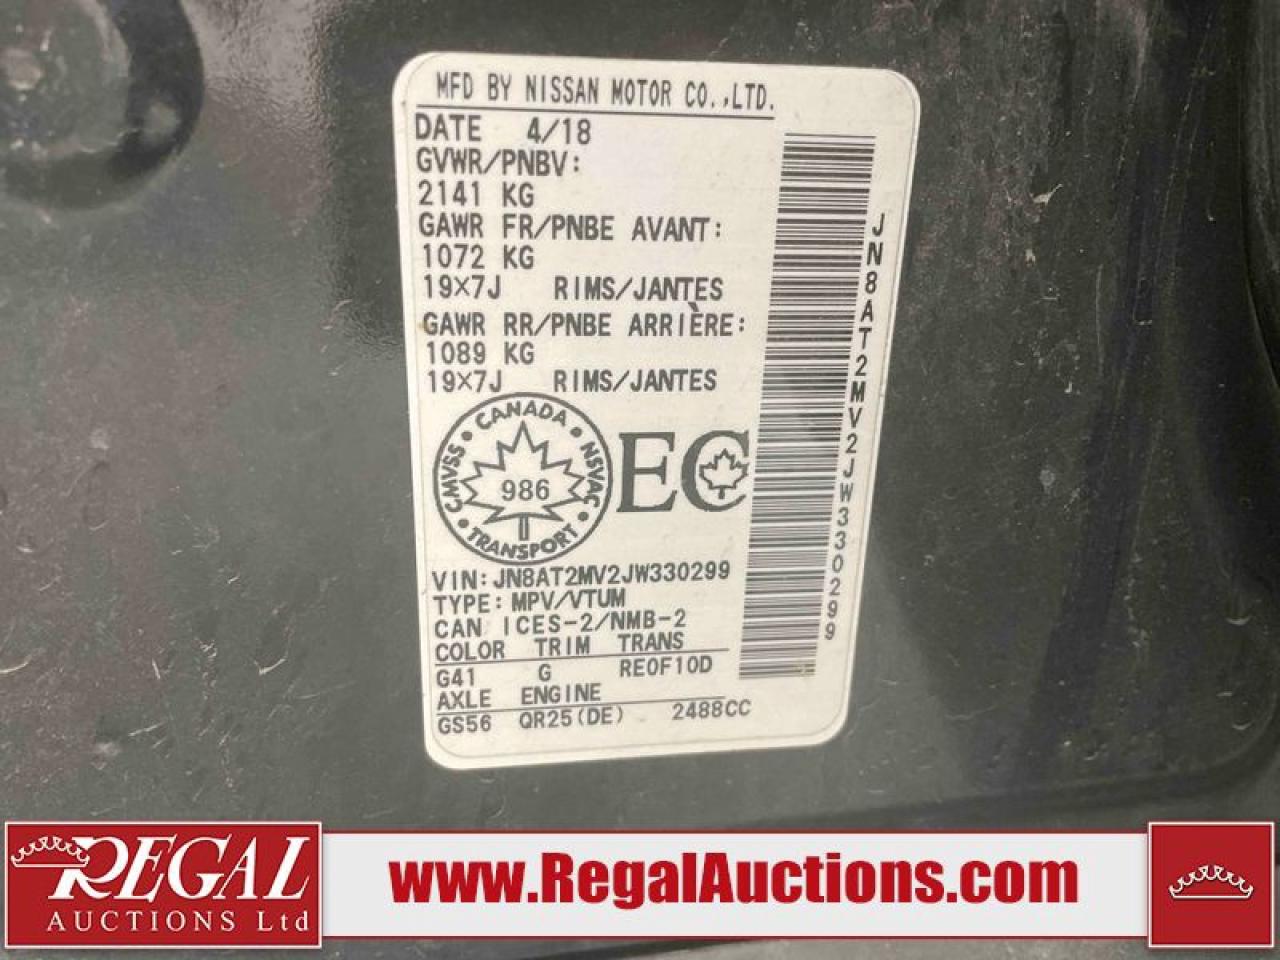 MFD BY NISSAN MOTOR CO.,LTD.
DATE 4/18
GVWR/PNBV:
2141 KG
GAWR FR/PNBE AVANT:
1072 KG
19×7J RIMS/JANTES
GAWR RR/PNBE ARRIÈRE:
1089 KG
19×7J RIMS/JANTES
CANADA
CMVSS
NSVAC
986
TRANSPORT
EC
VIN:JN8AT2MV2JW330299
TYPE:MPV/VTUM
CAN ICES-2/NMB-2
COLOR TRIM TRANS
G41 G RE0F10D
AXLE ENGINE
GS56 QR25(DE) 2488CC
JN8AT2MV2JW330299
REGAL
AUCTIONS Ltd
www.RegalAuctions.com